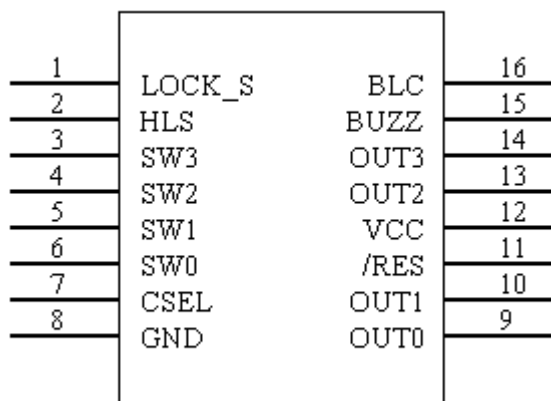 1 LOCK_S BLC 16
2 HLS BUZZ 15
3 SW3 OUT3 14
4 SW2 OUT2 13
5 SW1 VCC 12
6 SW0 /RES 11
7 CSEL OUT1 10
8 GND OUT0 9